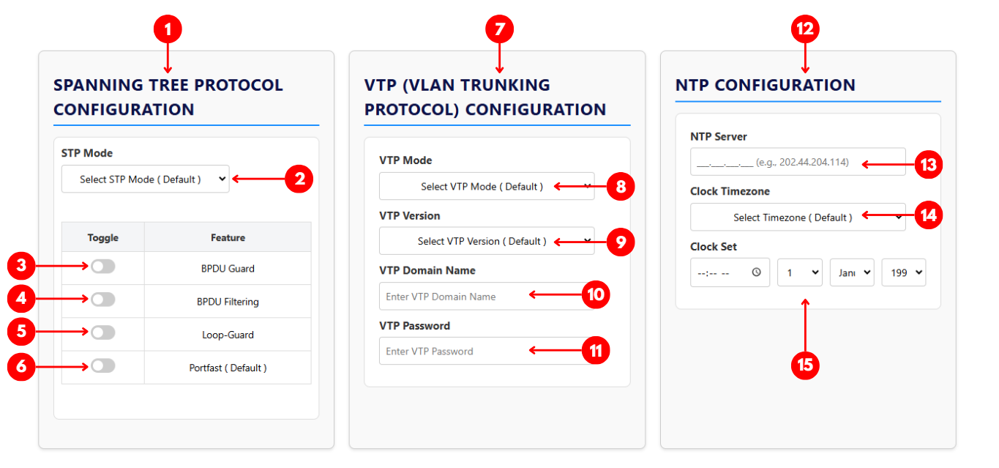 1
7
12
SPANNING TREE PROTOCOL
CONFIGURATION
STP Mode
Select STP Mode ( Default )
2
Toggle
Feature
3
BPDU Guard
4
BPDU Filtering
5
Loop-Guard
6
Portfast ( Default )
VTP (VLAN TRUNKING
PROTOCOL) CONFIGURATION
VTP Mode
Select VTP Mode ( Default )
8
VTP Version
Select VTP Version ( Default )
9
VTP Domain Name
Enter VTP Domain Name
10
VTP Password
Enter VTP Password
11
NTP CONFIGURATION
NTP Server
___.___.___.___ (e.g., 202.44.204.114)
13
Clock Timezone
Select Timezone ( Default )
14
Clock Set
--:-- --
1
Janu
199
15